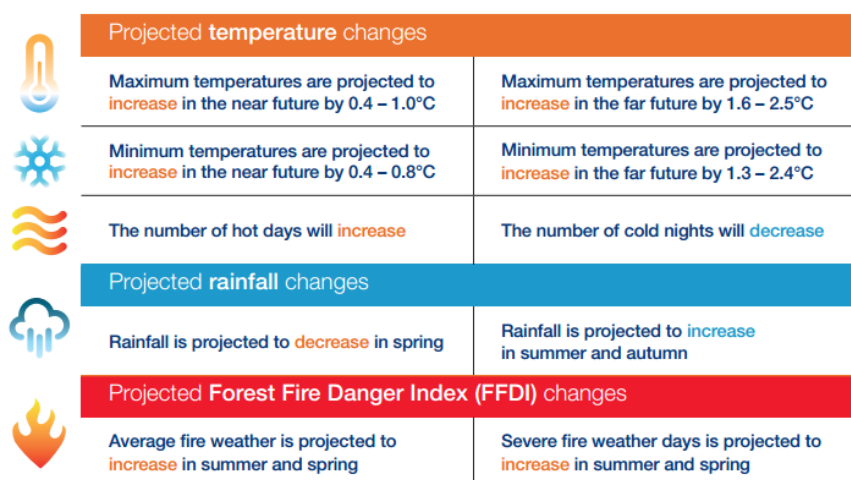 Projected temperature changes
Maximum temperatures are projected to
increase in the near future by 0.4 – 1.0°C
Maximum temperatures are projected to
increase in the far future by 1.6 – 2.5°C
Minimum temperatures are projected to
increase in the near future by 0.4 – 0.8°C
Minimum temperatures are projected to
increase in the far future by 1.3 – 2.4°C
The number of hot days will increase
The number of cold nights will decrease
Projected rainfall changes
Rainfall is projected to decrease in spring
Rainfall is projected to increase
in summer and autumn
Projected Forest Fire Danger Index (FFDI) changes
Average fire weather is projected to
increase in summer and spring
Severe fire weather days is projected to
increase in summer and spring